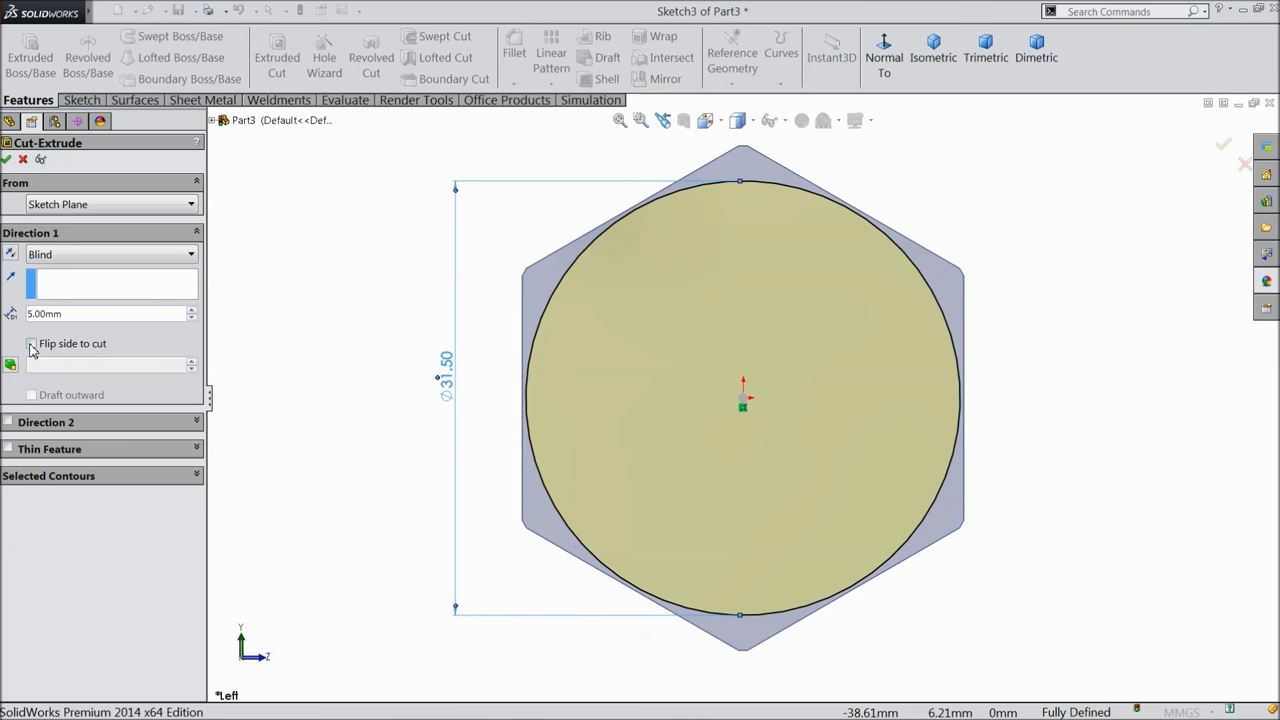 SOLIDWORKS
Sketch3 of Part3 *
Search Commands
Extruded Boss/Base
Revolved Boss/Base
Swept Boss/Base
Lofted Boss/Base
Boundary Boss/Base
Extruded Cut
Hole Wizard
Revolved Cut
Swept Cut
Lofted Cut
Boundary Cut
Fillet
Linear Pattern
Rib
Draft
Shell
Wrap
Intersect
Mirror
Reference Geometry
Curves
Instant3D
Normal To
Isometric
Trimetric
Dimetric
Features
Sketch
Surfaces
Sheet Metal
Weldments
Evaluate
Render Tools
Office Products
Simulation
Part3 (Default<<Def...
Cut-Extrude
?
From
Sketch Plane
Direction 1
Blind
5.00mm
Flip side to cut
Draft outward
Direction 2
Thin Feature
Selected Contours
Ø31.50
Y
Z
*Left
SolidWorks Premium 2014 x64 Edition
-38.61mm
6.21mm
0mm
Fully Defined
MMGS